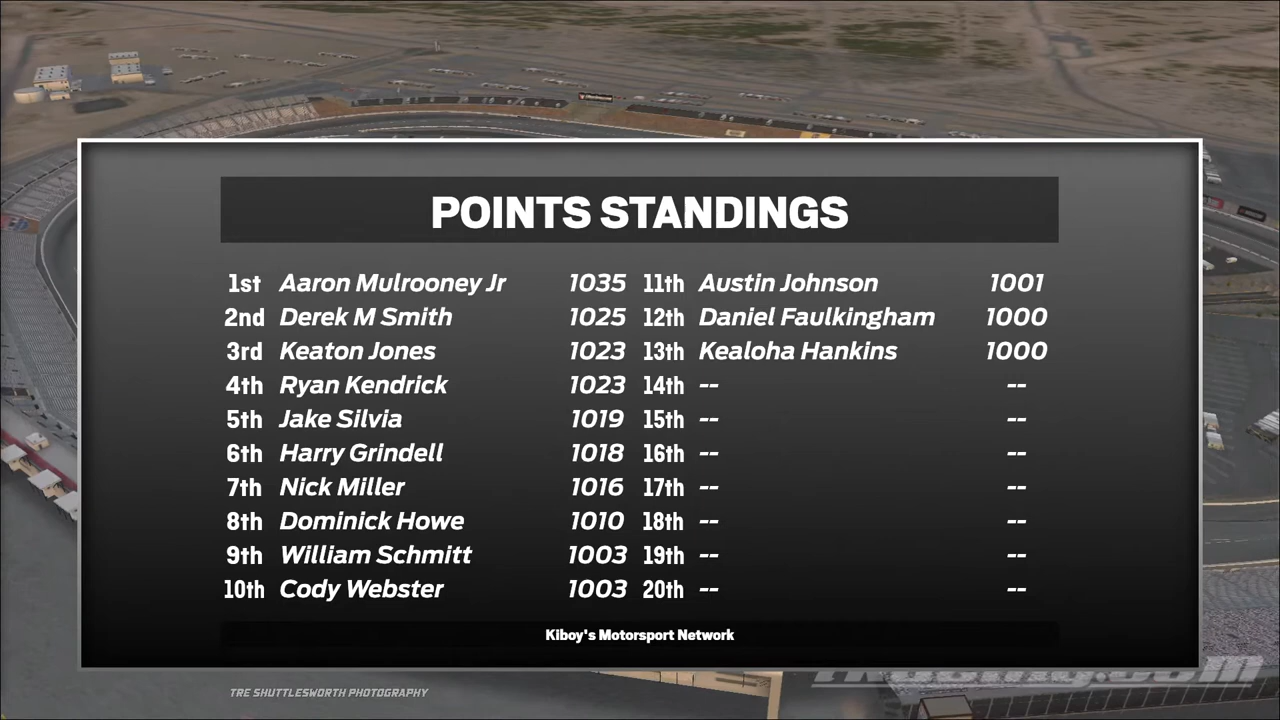 POINTS STANDINGS
1st Aaron Mulrooney Jr 1035 11th Austin Johnson 1001
2nd Derek M Smith 1025 12th Daniel Faulkingham 1000
3rd Keaton Jones 1023 13th Kealoha Hankins 1000
4th Ryan Kendrick 1023 14th -- --
5th Jake Silvia 1019 15th -- --
6th Harry Grindell 1018 16th -- --
7th Nick Miller 1016 17th -- --
8th Dominick Howe 1010 18th -- --
9th William Schmitt 1003 19th -- --
10th Cody Webster 1003 20th -- --
Kiboy's Motorsport Network
TRE SHUTTLESWORTH PHOTOGRAPHY